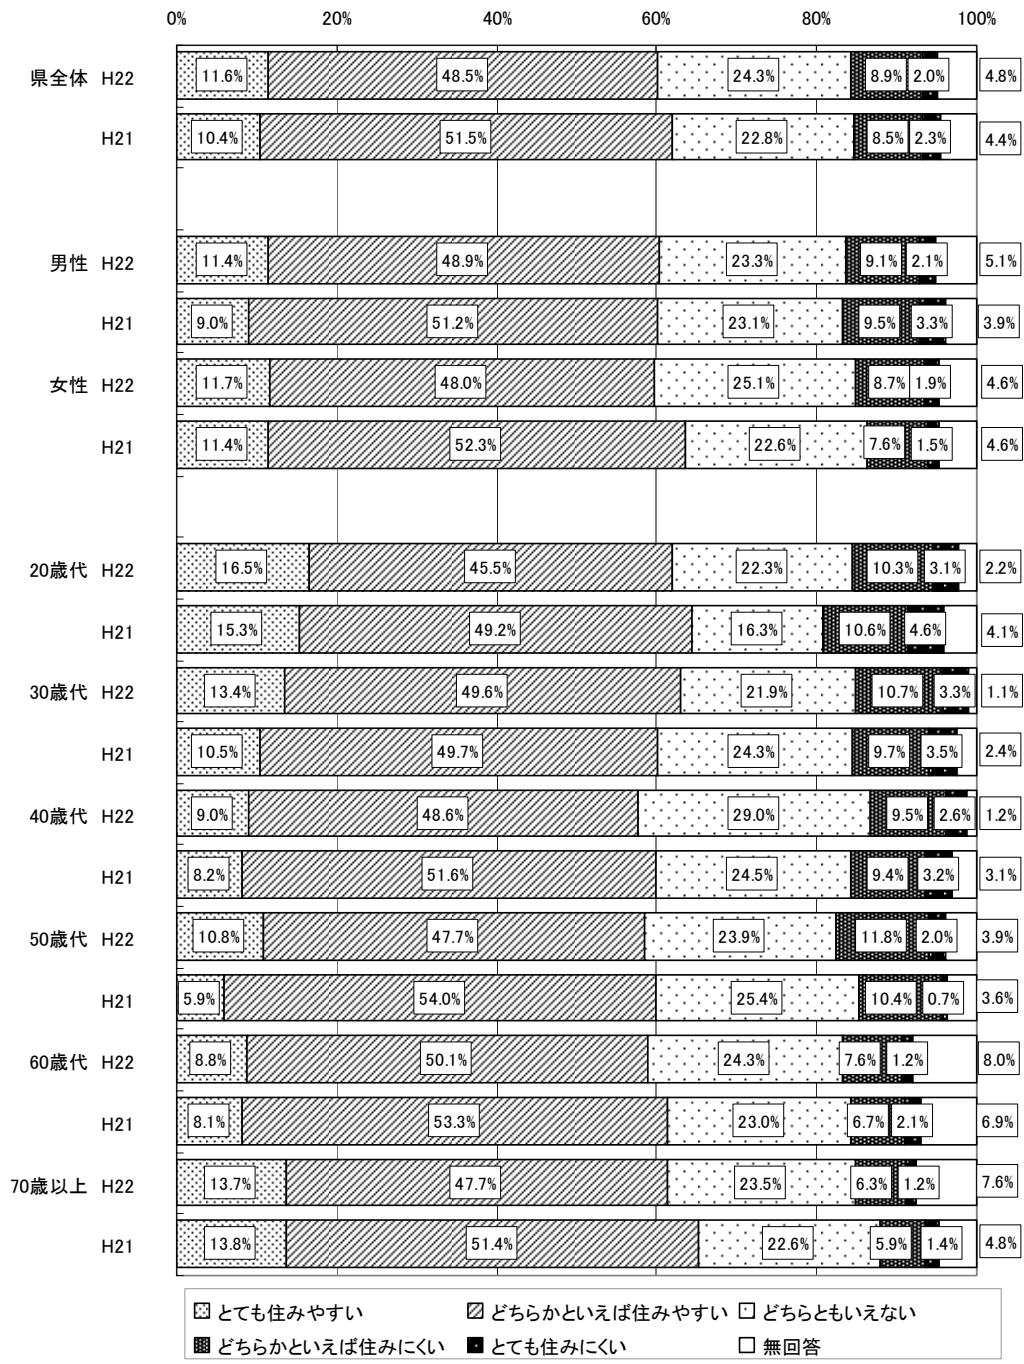 0% 20% 40% 60% 80% 100%
県全体 H22 11.6% 48.5% 24.3% 8.9% 2.0% 4.8%
H21 10.4% 51.5% 22.8% 8.5% 2.3% 4.4%
男性 H22 11.4% 48.9% 23.3% 9.1% 2.1% 5.1%
H21 9.0% 51.2% 23.1% 9.5% 3.3% 3.9%
女性 H22 11.7% 48.0% 25.1% 8.7% 1.9% 4.6%
H21 11.4% 52.3% 22.6% 7.6% 1.5% 4.6%
20歳代 H22 16.5% 45.5% 22.3% 10.3% 3.1% 2.2%
H21 15.3% 49.2% 16.3% 10.6% 4.6% 4.1%
30歳代 H22 13.4% 49.6% 21.9% 10.7% 3.3% 1.1%
H21 10.5% 49.7% 24.3% 9.7% 3.5% 2.4%
40歳代 H22 9.0% 48.6% 29.0% 9.5% 2.6% 1.2%
H21 8.2% 51.6% 24.5% 9.4% 3.2% 3.1%
50歳代 H22 10.8% 47.7% 23.9% 11.8% 2.0% 3.9%
H21 5.9% 54.0% 25.4% 10.4% 0.7% 3.6%
60歳代 H22 8.8% 50.1% 24.3% 7.6% 1.2% 8.0%
H21 8.1% 53.3% 23.0% 6.7% 2.1% 6.9%
70歳以上 H22 13.7% 47.7% 23.5% 6.3% 1.2% 7.6%
H21 13.8% 51.4% 22.6% 5.9% 1.4% 4.8%
とても住みやすい どちらかといえば住みやすい どちらともいえない
どちらかといえば住みにくい とても住みにくい 無回答